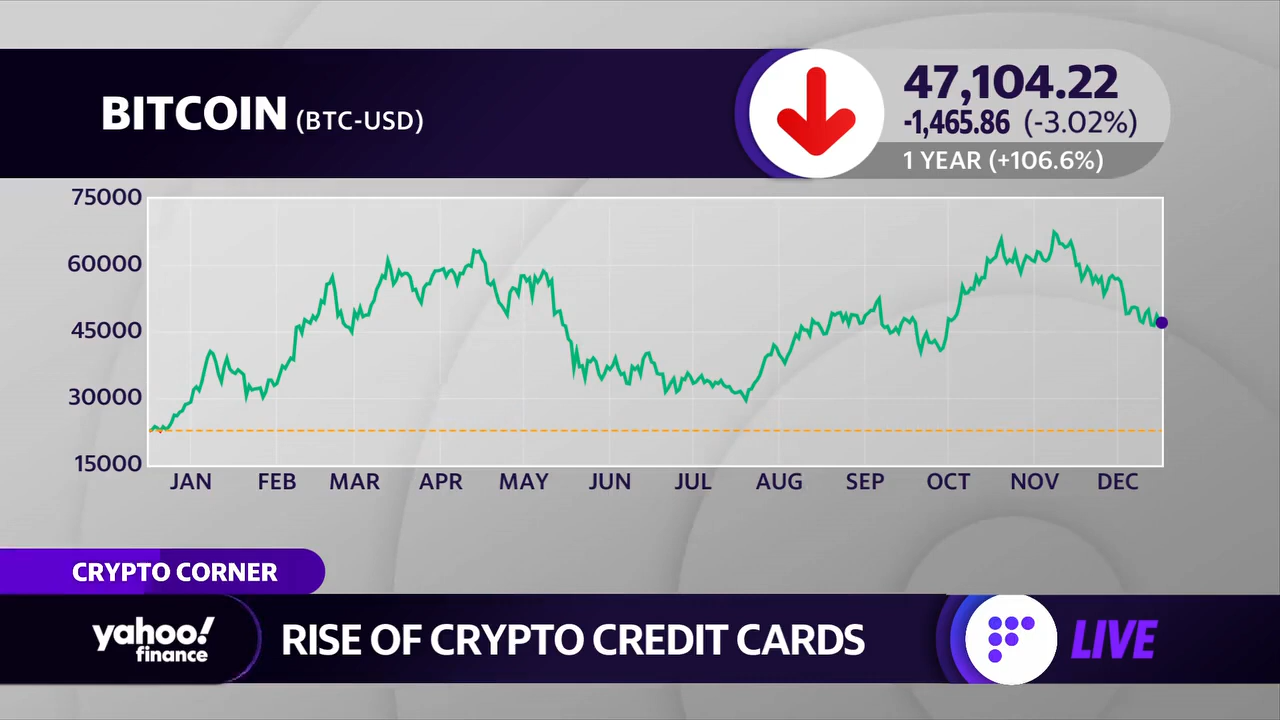 BITCOIN (BTC-USD)
47,104.22
-1,465.86 (-3.02%)
1 YEAR (+106.6%)
75000
60000
45000
30000
15000
JAN FEB MAR APR MAY JUN JUL AUG SEP OCT NOV DEC
CRYPTO CORNER
yahoo!
finance
RISE OF CRYPTO CREDIT CARDS
LIVE